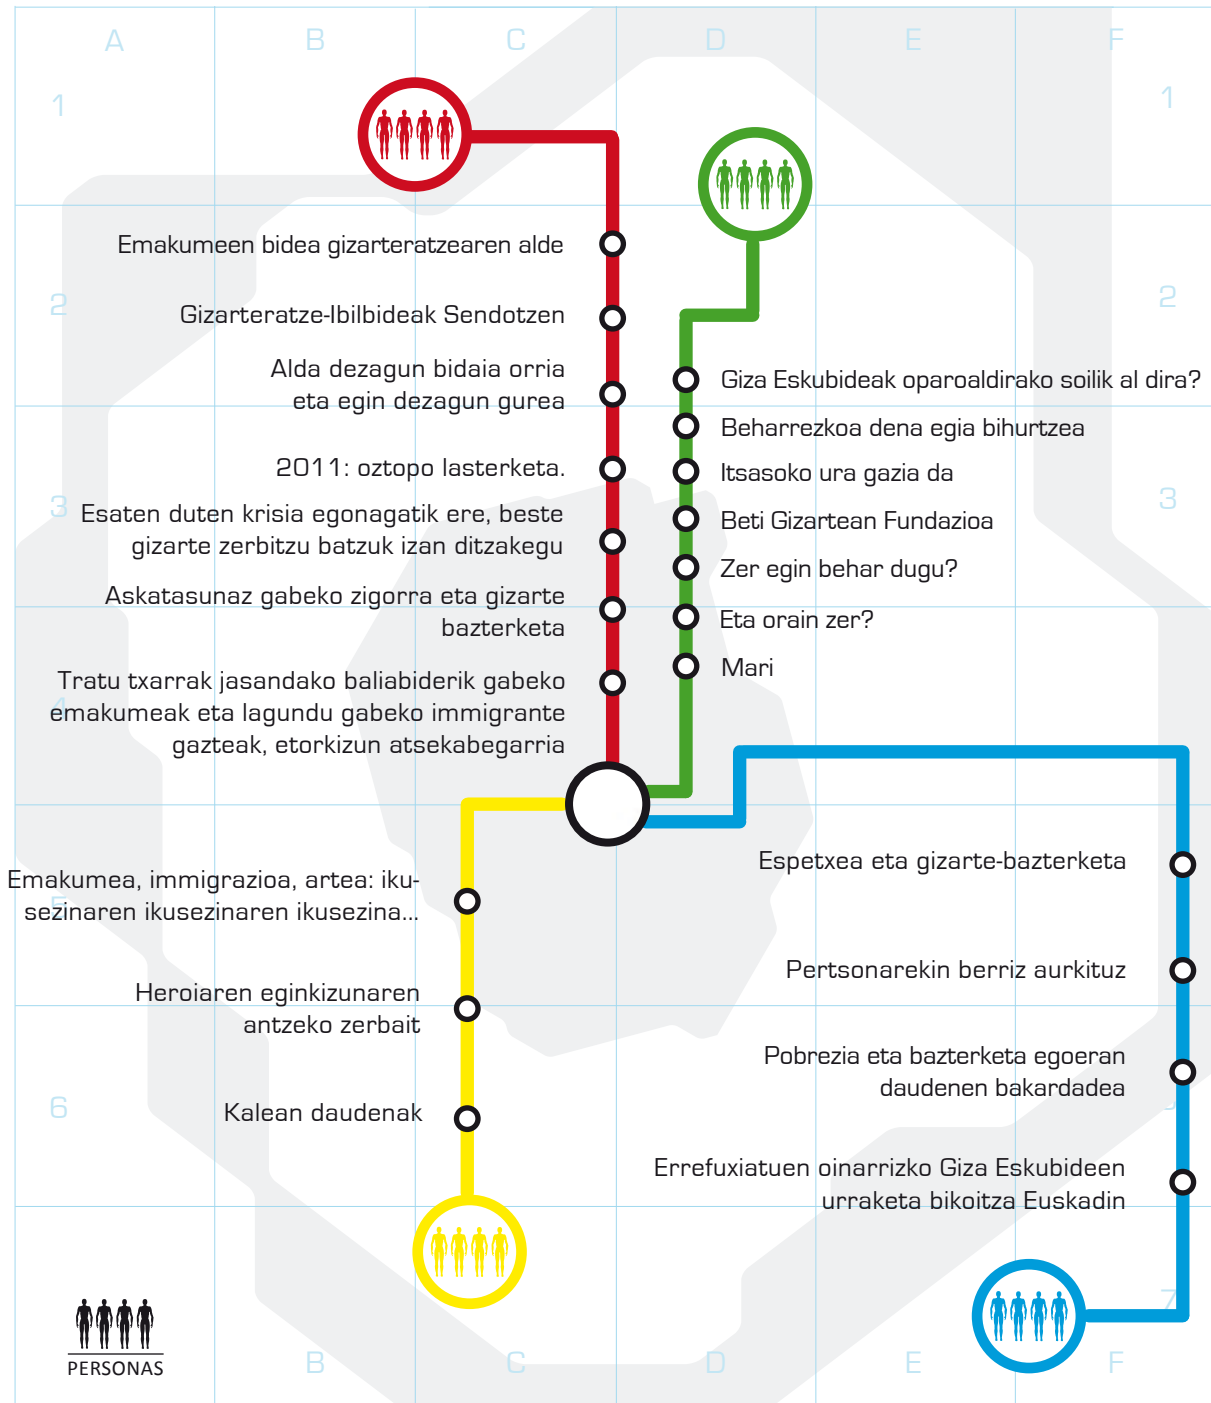 A B C D E F
1 1
Emakumeen bidea gizarteratzearen alde
2 2
Gizarteratze-Ibilbideak Sendotzen
Alda dezagun bidaia orria
eta egin dezagun gurea
2011: oztopo lasterketa.
3 3
Esaten duten krisia egonagatik ere, beste
gizarte zerbitzu batzuk izan ditzakegu
Askatasunaz gabeko zigorra eta gizarte
bazterketa
4
Tratu txarrak jasandako baliabiderik gabeko
emakumeak eta lagundu gabeko immigrante
gazteak, etorkizun atsekabegarria
Giza Eskubideak oparoaldirako soilik al dira?
Beharrezkoa dena egia bihurtzea
Itsasoko ura gazia da
Beti Gizartean Fundazioa
Zer egin behar dugu?
Eta orain zer?
Mari
Emakumea, immigrazioa, artea: iku-
sezinaren ikusezinaren ikusezina...
5
Heroiaren eginkizunaren
antzeko zerbait
6
Kalean daudenak
Espetxea eta gizarte-bazterketa
Pertsonarekin berriz aurkituz
Pobrezia eta bazterketa egoeran
daudenen bakardadea
Errefuxiatuen oinarrizko Giza Eskubideen
urraketa bikoitza Euskadin
7
PERSONAS
B C D E F